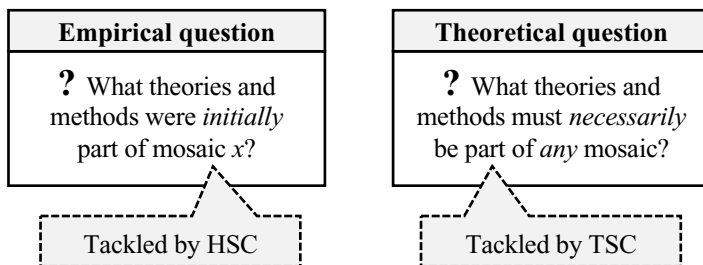 Empirical question
? What theories and
methods were initially
part of mosaic x?
Tackled by HSC
Theoretical question
? What theories and
methods must necessarily
be part of any mosaic?
Tackled by TSC